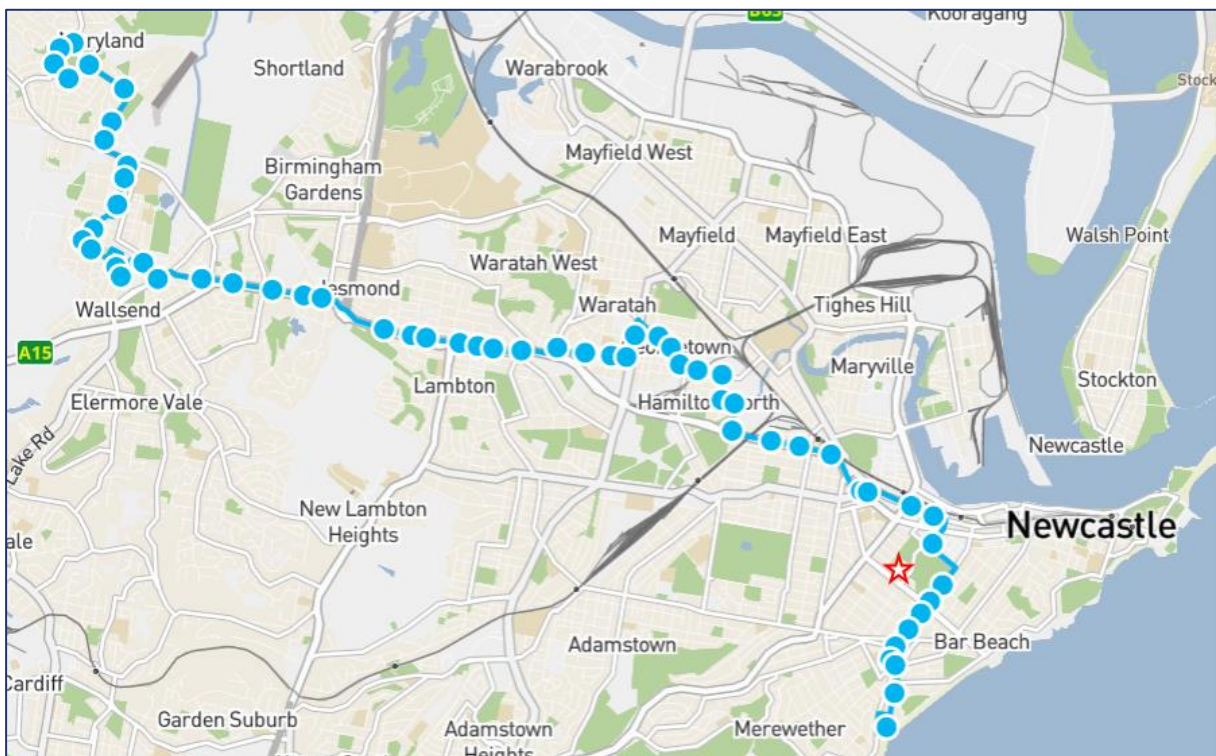 B63
Kooragang
Shortland
Warabrook
Birmingham
Gardens
Mayfield West
Walsh Point
Mayfield
Mayfield East
Waratah West
Jesmond
Wallsend
Waratah
Tighes Hill
A15
Lambton
Maryville
Stockton
Elermore Vale
Lake Rd
Newcastle
New Lambton
Heights
Newcastle
Adamstown
Bar Beach
Cardiff
Garden Suburb
Adamstown
Heights
Merewether